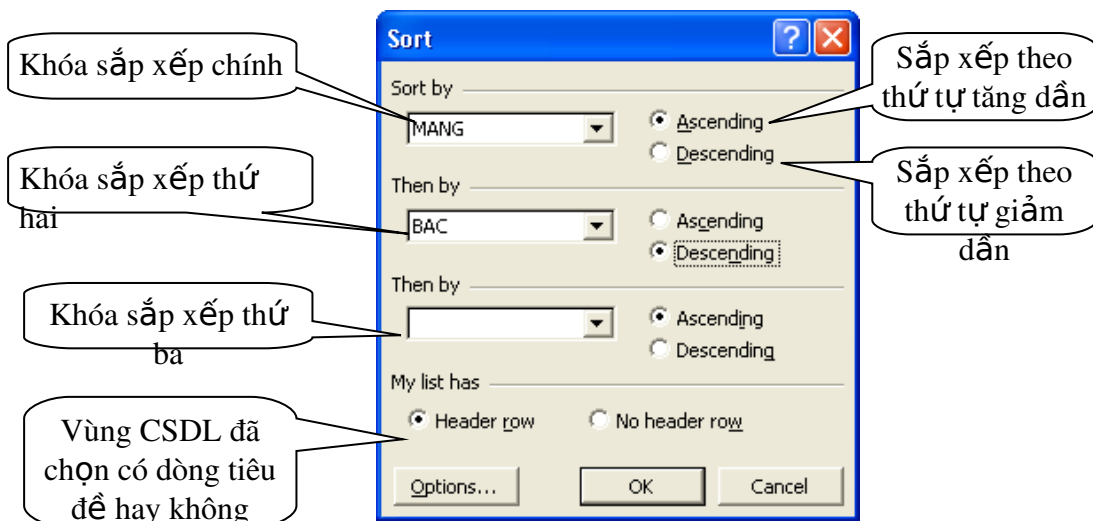 Sort
Khóa sắp xếp chính
Sort by
MANG
Ascending
Descending
Sắp xếp theo
thứ tự tăng dần
Sắp xếp theo
thứ tự giảm
dần
Khóa sắp xếp thứ
hai
Then by
BAC
Ascending
Descending
Khóa sắp xếp thứ
ba
Then by
Ascending
Descending
My list has
Header row
No header row
Vùng CSDL đã
chọn có dòng tiêu
đề hay không
Options...
OK
Cancel